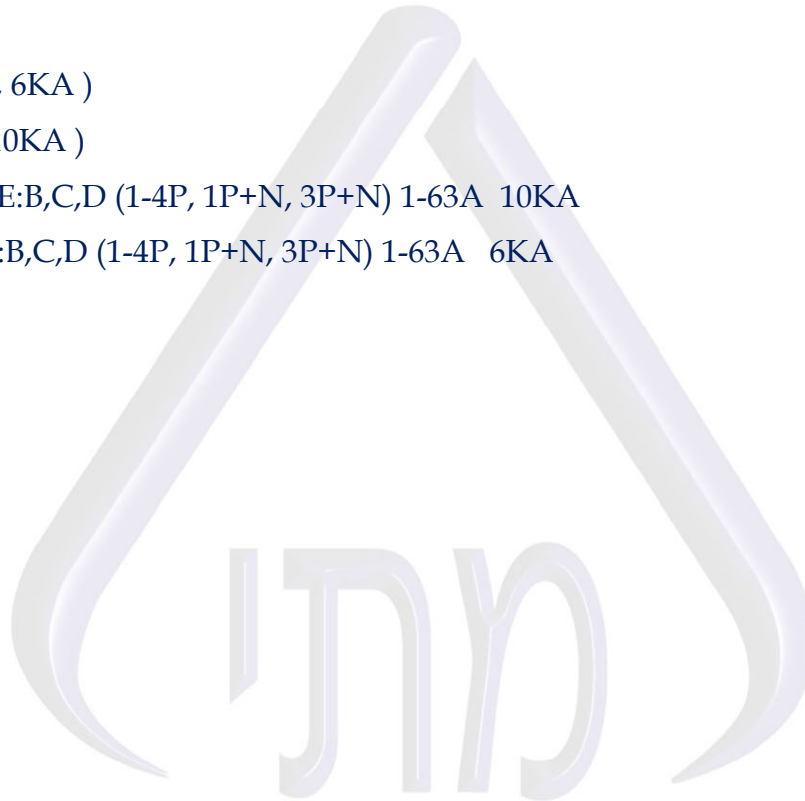 6KA )
0KA )
E:B,C,D (1-4P, 1P+N, 3P+N) 1-63A 10KA
:B,C,D (1-4P, 1P+N, 3P+N) 1-63A 6KA
מתי